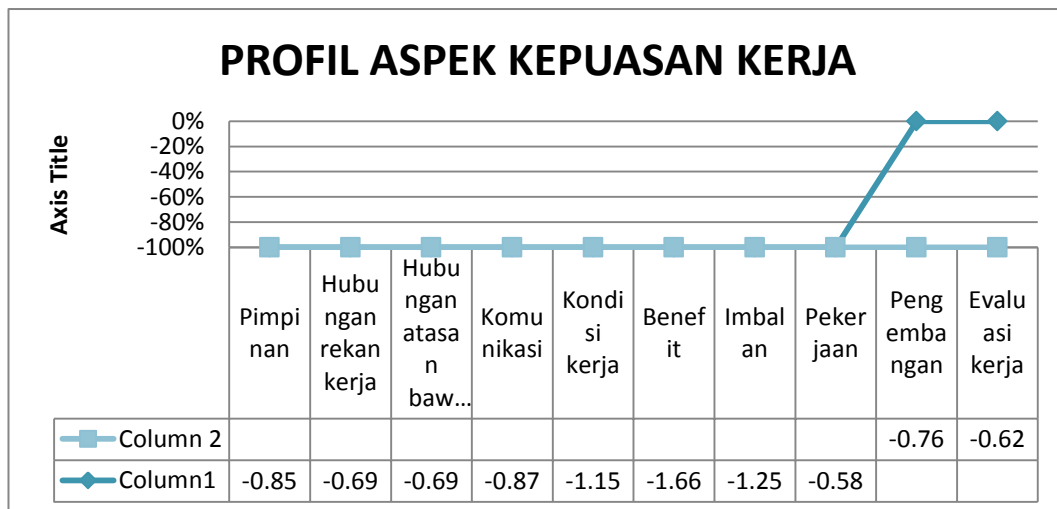 PROFIL ASPEK KEPUASAN KERJA
Axis Title
0%
-20%
-40%
-60%
-80%
-100%
Pimpi
nan
Hubu
ngan
rekan
kerja
Hubu
ngan
atasa
n
baw...
Komu
nikasi
Kondi
si
kerja
Benef
it
Imbal
an
Peker
jaan
Peng
emba
ngan
Evalu
asi
kerja
Column 2 -0.76 -0.62
Column1 -0.85 -0.69 -0.69 -0.87 -1.15 -1.66 -1.25 -0.58